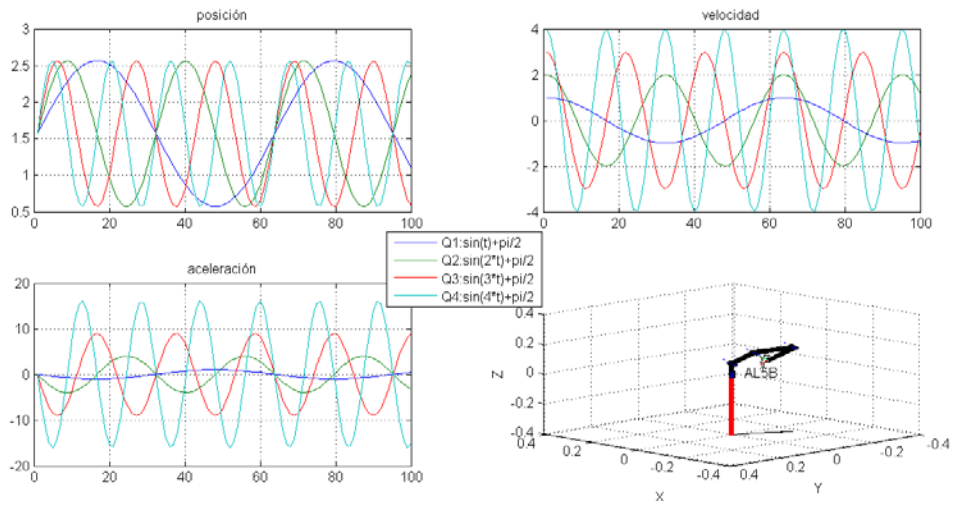 posición
3
2.5
2
1.5
1
0.5
0 20 40 60 80 100
velocidad
4
2
0
-2
-4
0 20 40 60 80 100
Q1:sin(t)+pi/2
Q2:sin(2*t)+pi/2
Q3:sin(3*t)+pi/2
Q4:sin(4*t)+pi/2
aceleración
20
10
0
-10
-20
0 20 40 60 80 100
0.4
0.2
0
-0.2
-0.4
Z
AL5B
0.4 0.2 0 -0.2 -0.4
X
0.4 0.2 0 -0.2 -0.4
Y